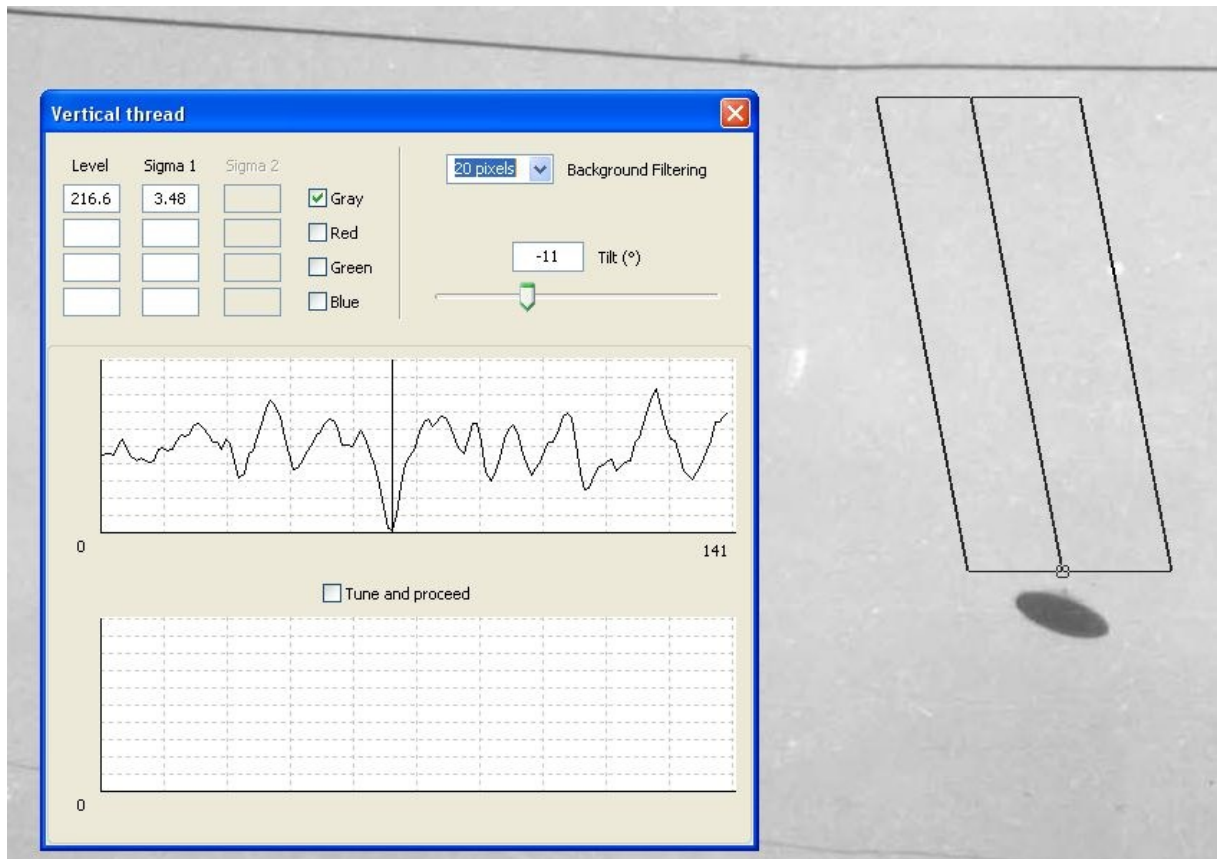 Vertical thread
Level Sigma 1 Sigma 2
20 pixels Background Filtering
216.6 3.48 Gray
Red
-11 Tilt (°)
Green
Blue
0 141
Tune and proceed
0